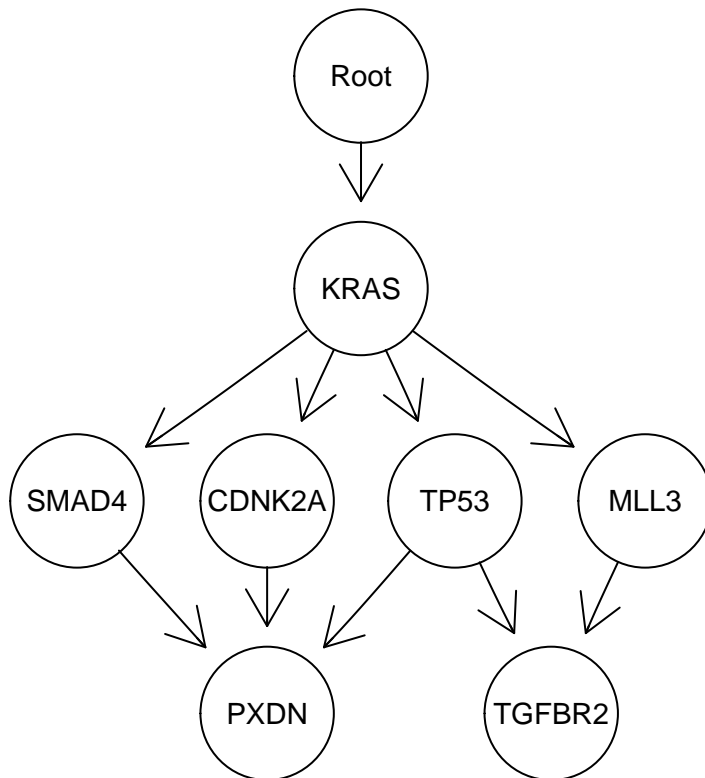 Root
KRAS
SMAD4
CDNK2A
TP53
MLL3
PXDN
TGFBR2